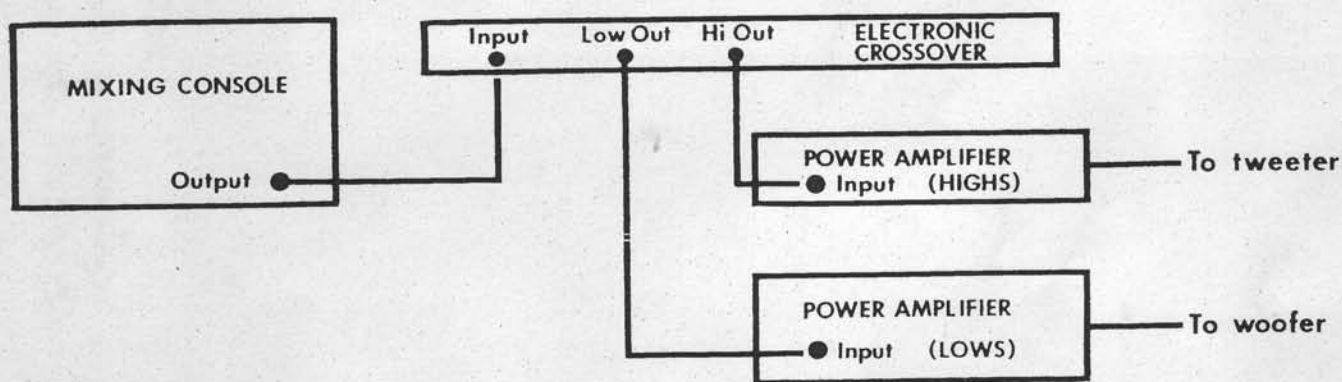 MIXING CONSOLE
Output
Input Low Out Hi Out ELECTRONIC
CROSSOVER
POWER AMPLIFIER
Input (HIGHS)
To tweeter
POWER AMPLIFIER
Input (LOWS)
To woofer